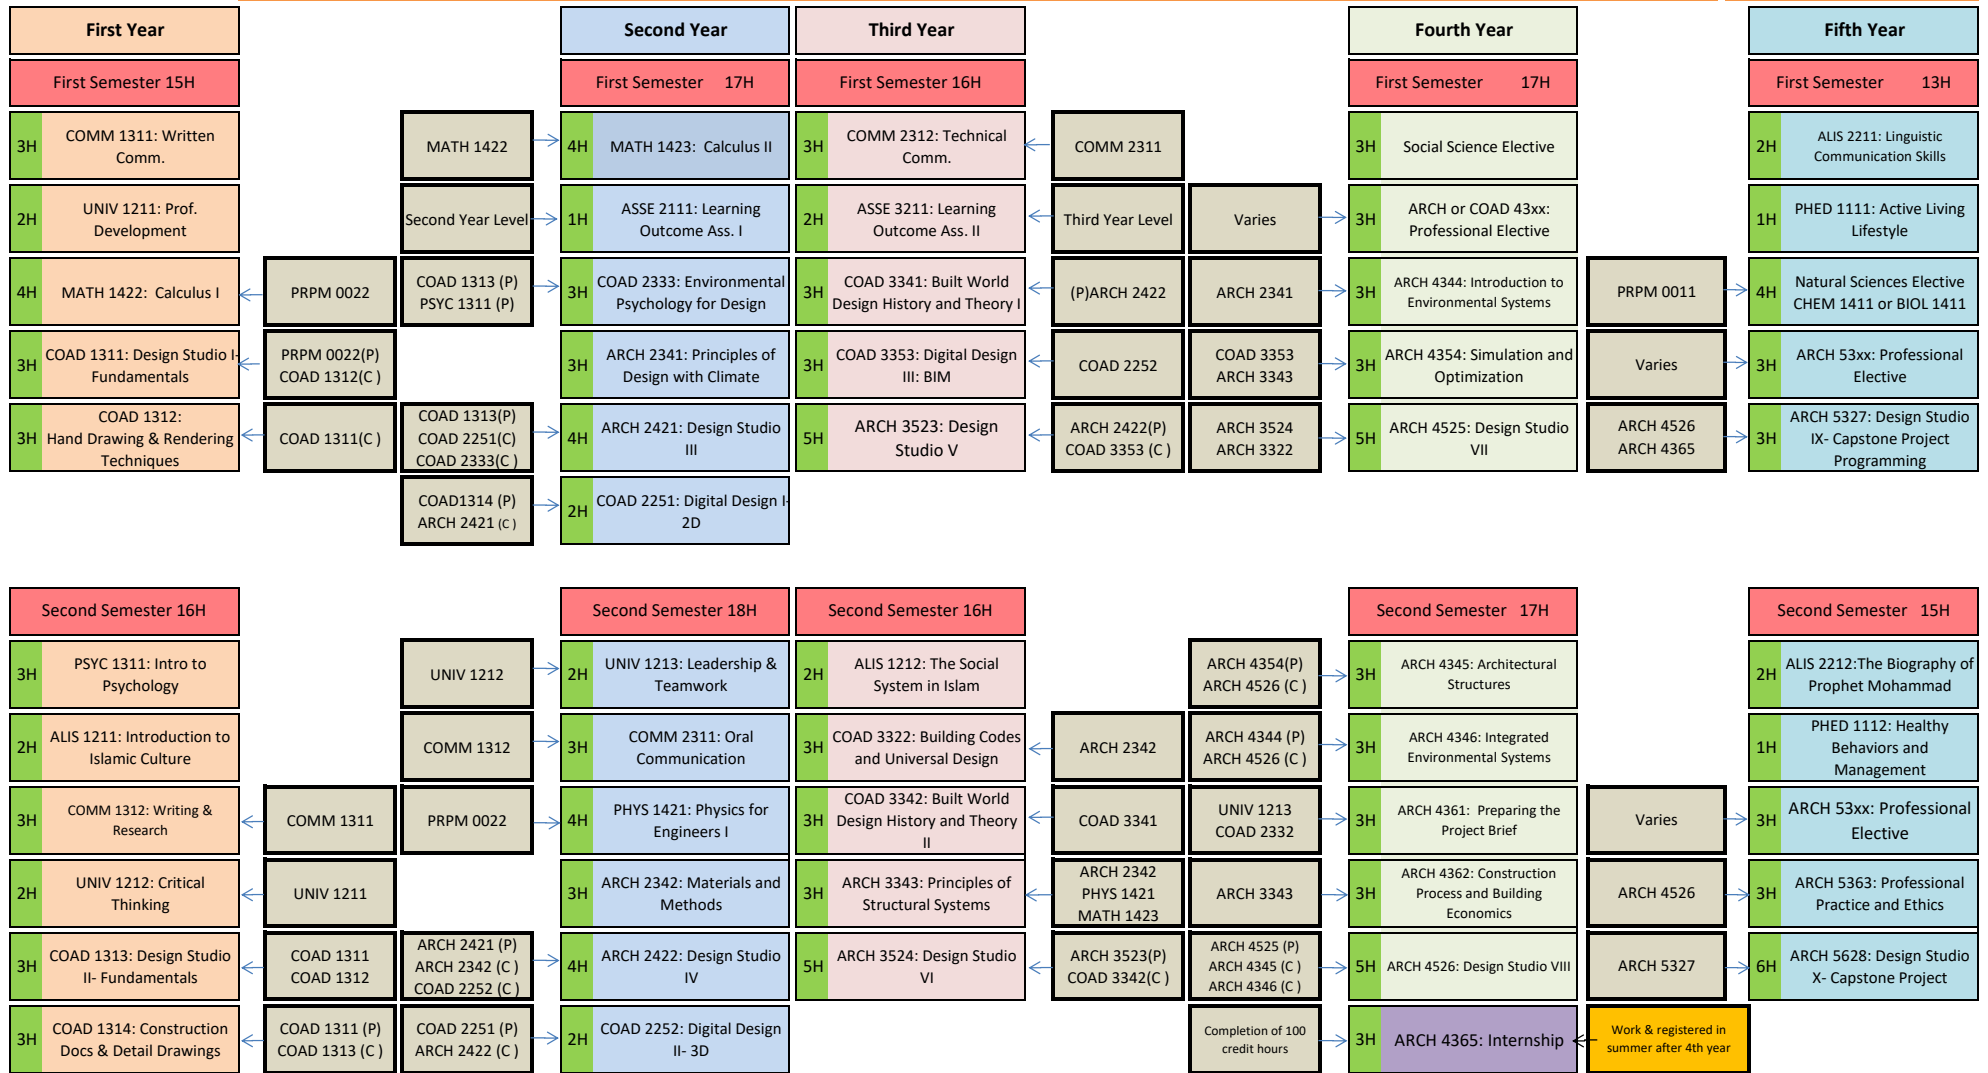 First Year
Second Year
Third Year
Fourth Year
Fifth Year
First Semester 15H
First Semester 17H
First Semester 16H
First Semester 17H
First Semester 13H
3H
COMM 1311: Written
Comm.
MATH 1422
4H
MATH 1423: Calculus II
3H
COMM 2312: Technical
Comm.
COMM 2311
3H
Social Science Elective
2H
ALIS 2211: Linguistic
Communication Skills
2H
UNIV 1211: Prof.
Development
Second Year Level
1H
ASSE 2111: Learning
Outcome Ass. I
2H
ASSE 3211: Learning
Outcome Ass. II
Third Year Level
Varies
3H
ARCH or COAD 43xx:
Professional Elective
1H
PHED 1111: Active Living
Lifestyle
4H
MATH 1422: Calculus I
PRPM 0022
COAD 1313 (P)
PSYC 1311 (P)
3H
COAD 2333: Environmental
Psychology for Design
3H
COAD 3341: Built World
Design History and Theory I
(P)ARCH 2422
ARCH 2341
3H
ARCH 4344: Introduction to
Environmental Systems
PRPM 0011
4H
Natural Sciences Elective
CHEM 1411 or BIOL 1411
3H
COAD 1311: Design Studio I-
Fundamentals
PRPM 0022(P)
COAD 1312(C )
3H
ARCH 2341: Principles of
Design with Climate
3H
COAD 3353: Digital Design
III: BIM
COAD 2252
COAD 3353
ARCH 3343
3H
ARCH 4354: Simulation and
Optimization
Varies
3H
ARCH 53xx: Professional
Elective
3H
COAD 1312:
Hand Drawing & Rendering
Techniques
COAD 1311(C )
COAD 1313(P)
COAD 2251(C)
COAD 2333(C )
4H
ARCH 2421: Design Studio
III
5H
ARCH 3523: Design
Studio V
ARCH 2422(P)
COAD 3353 (C )
ARCH 3524
ARCH 3322
5H
ARCH 4525: Design Studio
VII
ARCH 4526
ARCH 4365
3H
ARCH 5327: Design Studio
IX- Capstone Project
Programming
COAD1314 (P)
ARCH 2421 (C )
2H
COAD 2251: Digital Design I-
2D
Second Semester 16H
Second Semester 18H
Second Semester 16H
Second Semester 17H
Second Semester 15H
3H
PSYC 1311: Intro to
Psychology
UNIV 1212
2H
UNIV 1213: Leadership &
Teamwork
2H
ALIS 1212: The Social
System in Islam
ARCH 4354(P)
ARCH 4526 (C )
3H
ARCH 4345: Architectural
Structures
2H
ALIS 2212:The Biography of
Prophet Mohammad
2H
ALIS 1211: Introduction to
Islamic Culture
COMM 1312
3H
COMM 2311: Oral
Communication
3H
COAD 3322: Building Codes
and Universal Design
ARCH 2342
ARCH 4344 (P)
ARCH 4526 (C )
3H
ARCH 4346: Integrated
Environmental Systems
1H
PHED 1112: Healthy
Behaviors and
Management
3H
COMM 1312: Writing &
Research
COMM 1311
PRPM 0022
4H
PHYS 1421: Physics for
Engineers I
3H
COAD 3342: Built World
Design History and Theory
II
COAD 3341
UNIV 1213
COAD 2332
3H
ARCH 4361: Preparing the
Project Brief
Varies
3H
ARCH 53xx: Professional
Elective
2H
UNIV 1212: Critical
Thinking
UNIV 1211
3H
ARCH 2342: Materials and
Methods
3H
ARCH 3343: Principles of
Structural Systems
ARCH 2342
PHYS 1421
MATH 1423
ARCH 3343
3H
ARCH 4362: Construction
Process and Building
Economics
ARCH 4526
3H
ARCH 5363: Professional
Practice and Ethics
3H
COAD 1313: Design Studio
II- Fundamentals
COAD 1311
COAD 1312
ARCH 2421 (P)
ARCH 2342 (C )
COAD 2252 (C )
4H
ARCH 2422: Design Studio
IV
5H
ARCH 3524: Design Studio
VI
ARCH 3523(P)
COAD 3342(C )
ARCH 4525 (P)
ARCH 4345 (C )
ARCH 4346 (C )
5H
ARCH 4526: Design Studio VIII
ARCH 5327
6H
ARCH 5628: Design Studio
X- Capstone Project
3H
COAD 1314: Construction
Docs & Detail Drawings
COAD 1311 (P)
COAD 1313 (C )
COAD 2251 (P)
ARCH 2422 (C )
2H
COAD 2252: Digital Design
II- 3D
Completion of 100
credit hours
3H
ARCH 4365: Internship
Work & registered in
summer after 4th year